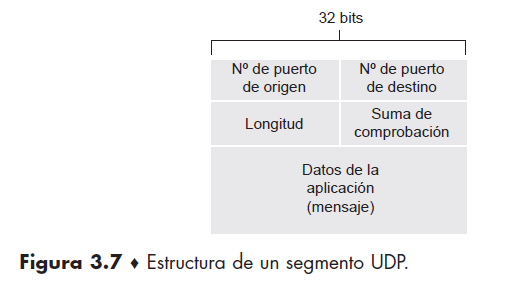 32 bits
Nº de puerto
de origen
Nº de puerto
de destino
Longitud
Suma de
comprobación
Datos de la
aplicación
(mensaje)
Figura 3.7 ♦ Estructura de un segmento UDP.